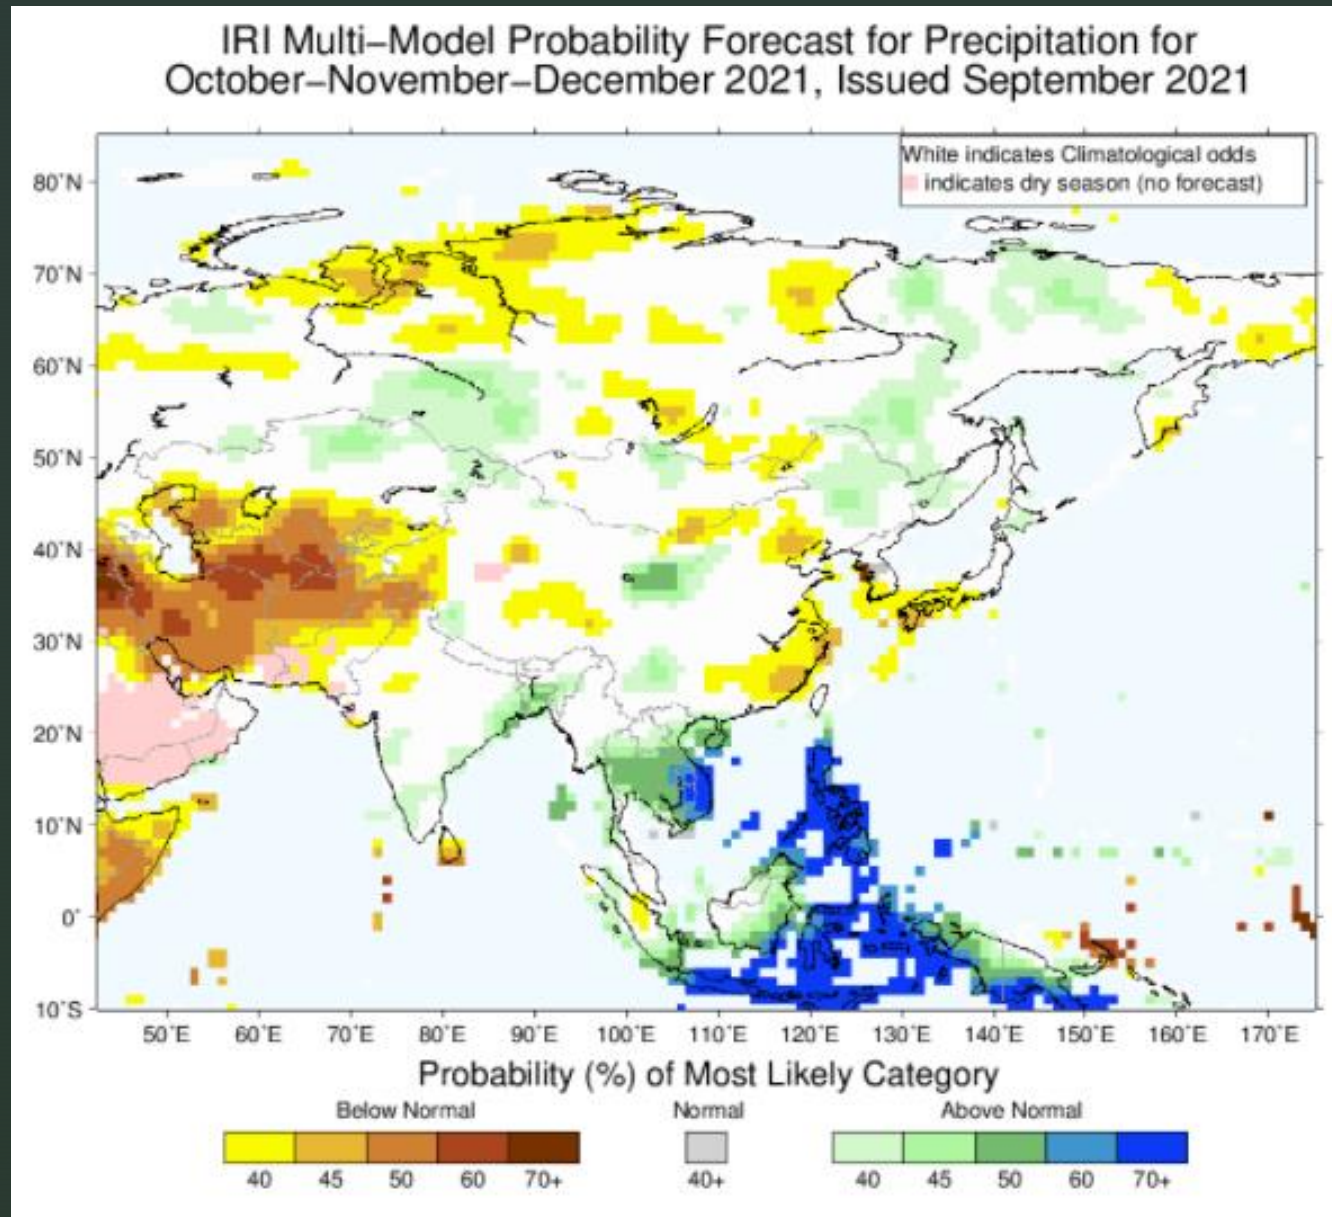 IRI Multi–Model Probability Forecast for Precipitation for
October–November–December 2021, Issued September 2021
White indicates Climatological odds
indicates dry season (no forecast)
80˚N
70˚N
60˚N
50˚N
40˚N
30˚N
20˚N
10˚N
0˚
10˚S
50˚E 60˚E 70˚E 80˚E 90˚E 100˚E 110˚E 120˚E 130˚E 140˚E 150˚E 160˚E 170˚E
Probability (%) of Most Likely Category
Below Normal Normal Above Normal
40 45 50 60 70+ 40+ 40 45 50 60 70+